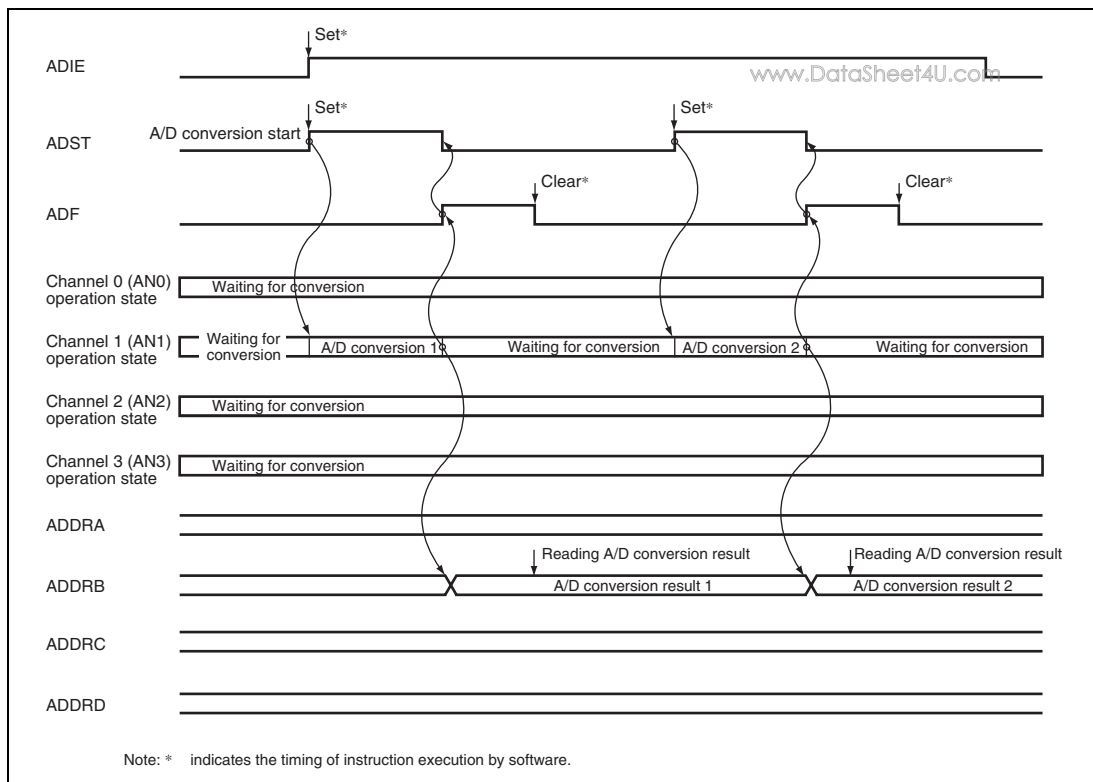 Set*
ADIE
www.DataSheet4U.com
Set*
Set*
A/D conversion start
ADST
Clear*
Clear*
ADF
Channel 0 (AN0)
operation state
Waiting for conversion
Channel 1 (AN1)
operation state
Waiting for
conversion
A/D conversion 1
Waiting for conversion
A/D conversion 2
Waiting for conversion
Channel 2 (AN2)
operation state
Waiting for conversion
Channel 3 (AN3)
operation state
Waiting for conversion
ADDRA
Reading A/D conversion result
Reading A/D conversion result
ADDRB
A/D conversion result 1
A/D conversion result 2
ADDRC
ADDRD
Note: * indicates the timing of instruction execution by software.